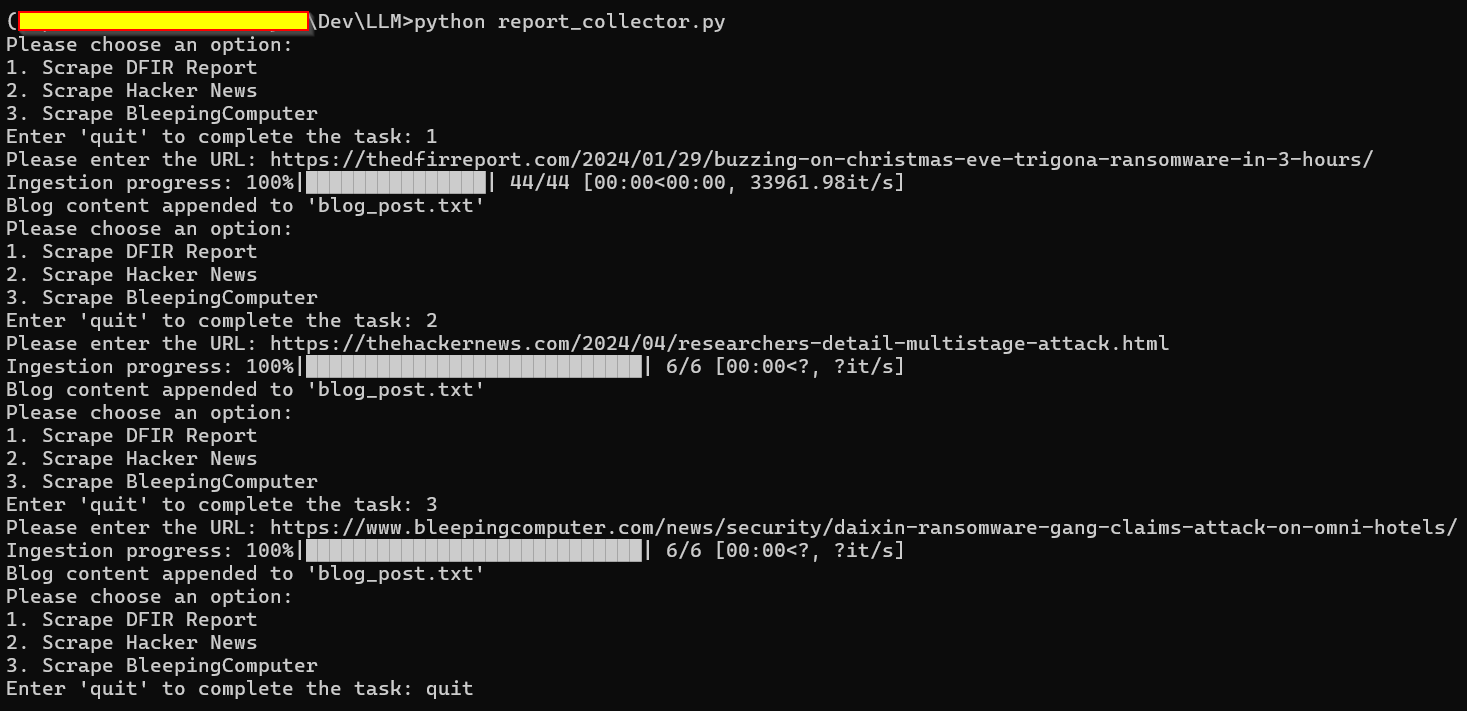 (\Dev\LLM>python report_collector.py
Please choose an option:
1. Scrape DFIR Report
2. Scrape Hacker News
3. Scrape BleepingComputer
Enter 'quit' to complete the task: 1
Please enter the URL: https://thedfirreport.com/2024/01/29/buzzing-on-christmas-eve-trigona-ransomware-in-3-hours/
Ingestion progress: 100%|███████████████| 44/44 [00:00<00:00, 33961.98it/s]
Blog content appended to 'blog_post.txt'
Please choose an option:
1. Scrape DFIR Report
2. Scrape Hacker News
3. Scrape BleepingComputer
Enter 'quit' to complete the task: 2
Please enter the URL: https://thehackernews.com/2024/04/researchers-detail-multistage-attack.html
Ingestion progress: 100%|████████████████████████████| 6/6 [00:00<?, ?it/s]
Blog content appended to 'blog_post.txt'
Please choose an option:
1. Scrape DFIR Report
2. Scrape Hacker News
3. Scrape BleepingComputer
Enter 'quit' to complete the task: 3
Please enter the URL: https://www.bleepingcomputer.com/news/security/daixin-ransomware-gang-claims-attack-on-omni-hotels/
Ingestion progress: 100%|████████████████████████████| 6/6 [00:00<?, ?it/s]
Blog content appended to 'blog_post.txt'
Please choose an option:
1. Scrape DFIR Report
2. Scrape Hacker News
3. Scrape BleepingComputer
Enter 'quit' to complete the task: quit